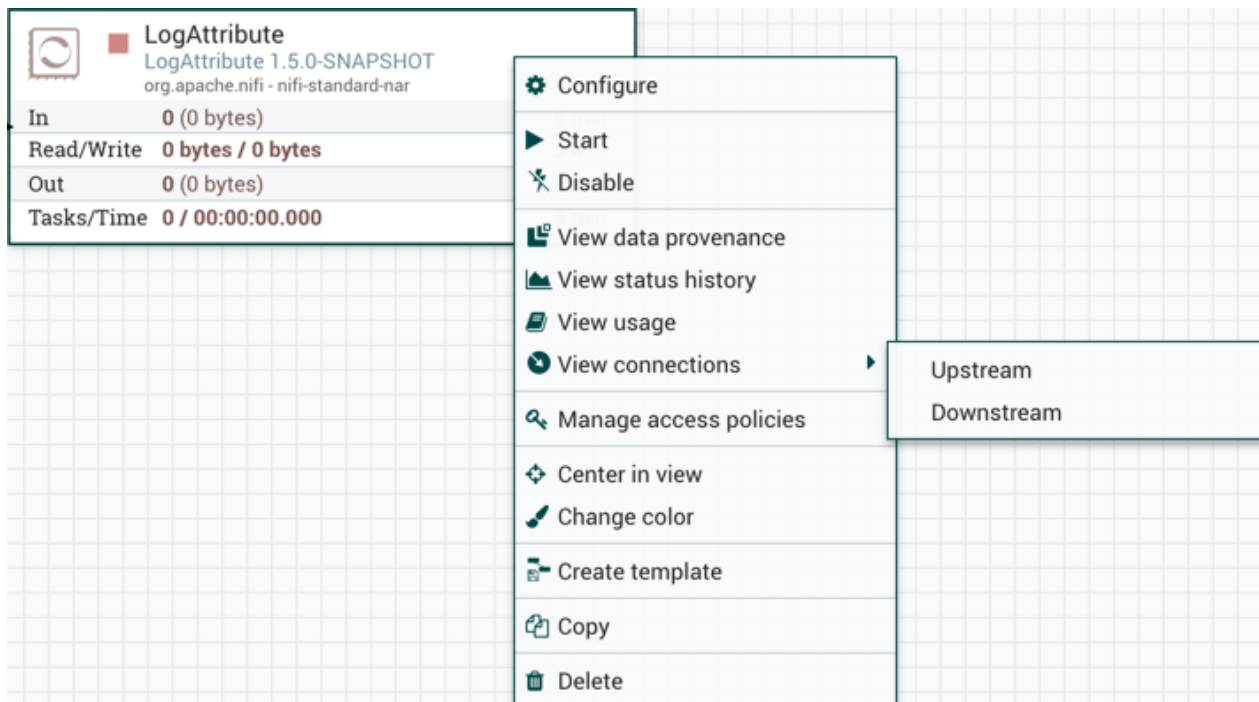 LogAttribute
LogAttribute 1.5.0-SNAPSHOT
org.apache.nifi - nifi-standard-nar
In 0 (0 bytes)
Read/Write 0 bytes / 0 bytes
Out 0 (0 bytes)
Tasks/Time 0 / 00:00:00.000
Configure
Start
Disable
View data provenance
View status history
View usage
View connections
Upstream
Downstream
Manage access policies
Center in view
Change color
Create template
Copy
Delete